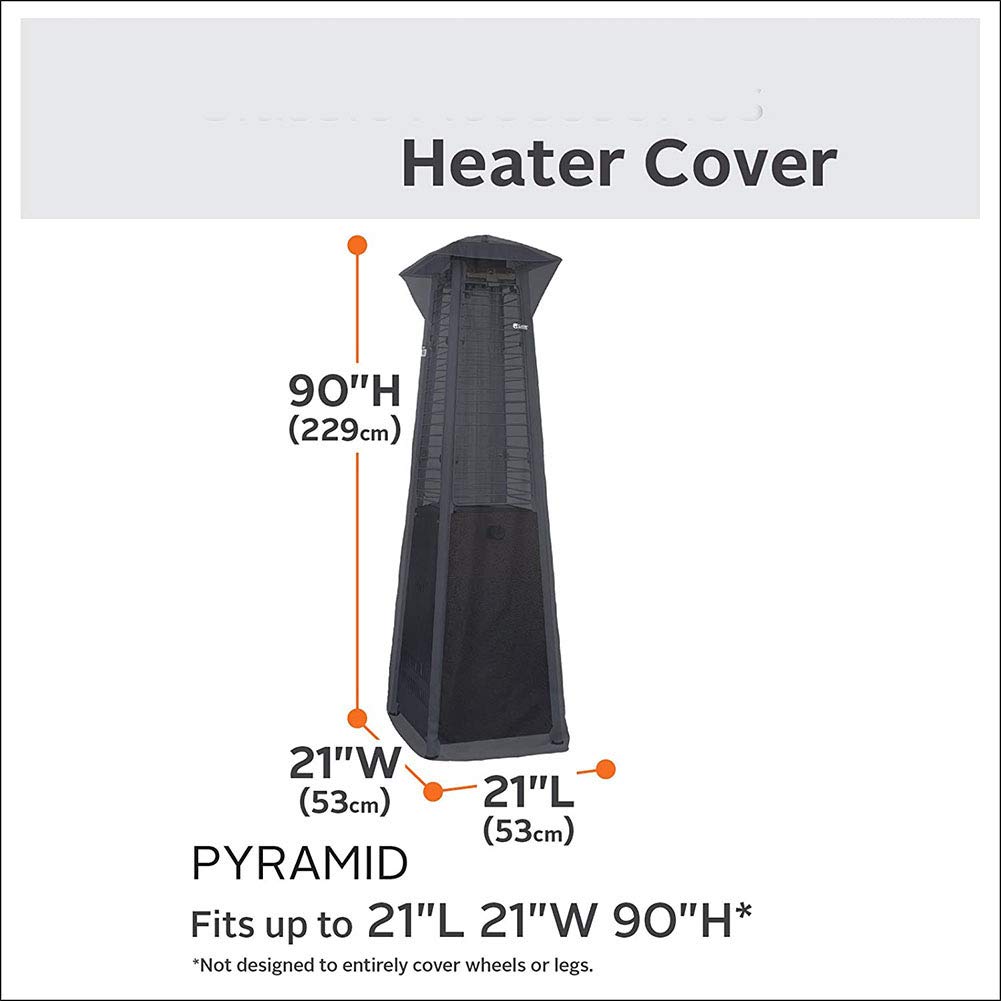 Heater Cover
90"H
(229cm)
21"W
(53cm)
21"L
(53cm)
PYRAMID
Fits up to 21"L 21"W 90"H*
*Not designed to entirely cover wheels or legs.